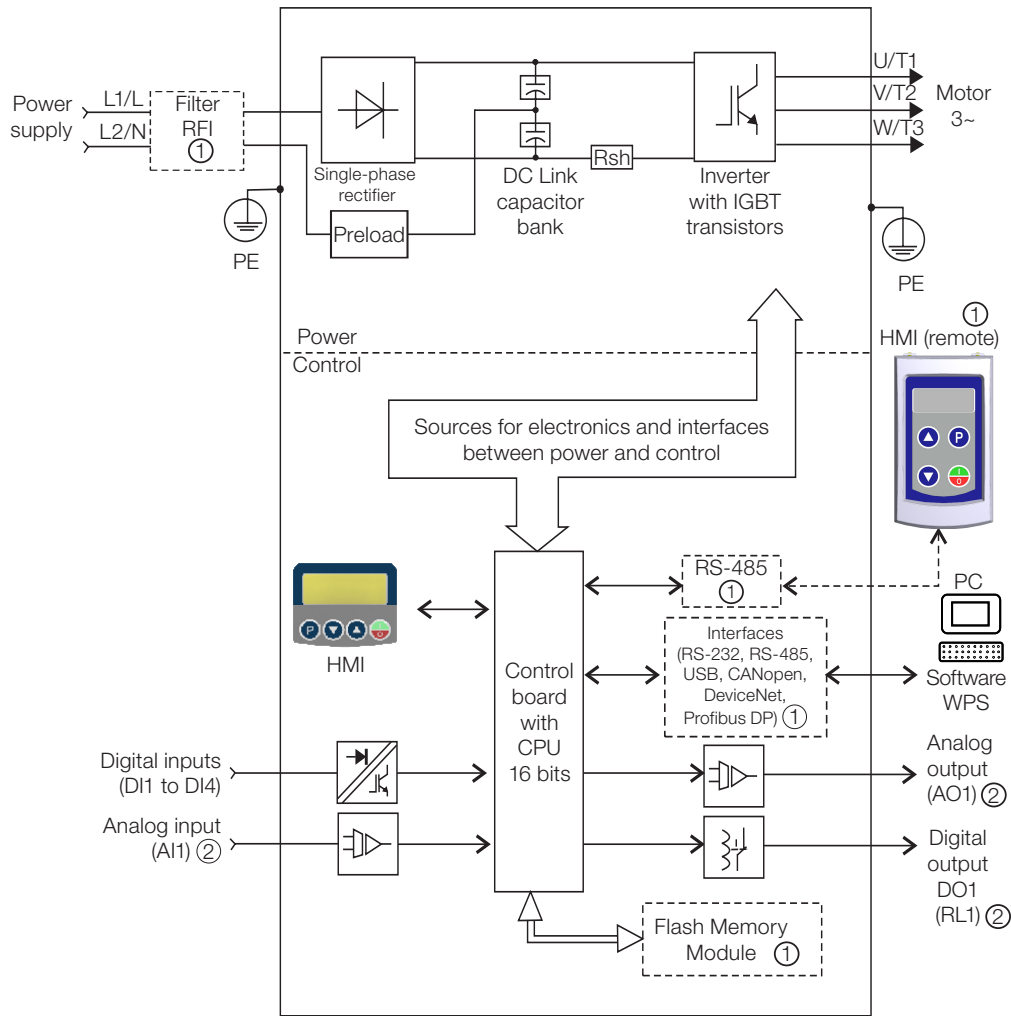 Power
supply
L1/L
L2/N
Filter
RFI
①
PE
Single-phase
rectifier
Preload
DC Link
capacitor
bank
Rsh
Inverter
with IGBT
transistors
U/T1
V/T2
W/T3
Motor
3~
PE
Power
Control
Sources for electronics and interfaces
between power and control
①
HMI (remote)
P
I
0
P
I
0
HMI
Control
board
with
CPU
16 bits
RS-485
①
Interfaces
(RS-232, RS-485,
USB, CANopen,
DeviceNet,
Profibus DP) ①
PC
Software
WPS
Digital inputs
(DI1 to DI4)
Analog input
(AI1) ②
Analog
output
(AO1) ②
Digital
output
DO1
(RL1) ②
Flash Memory
Module ①